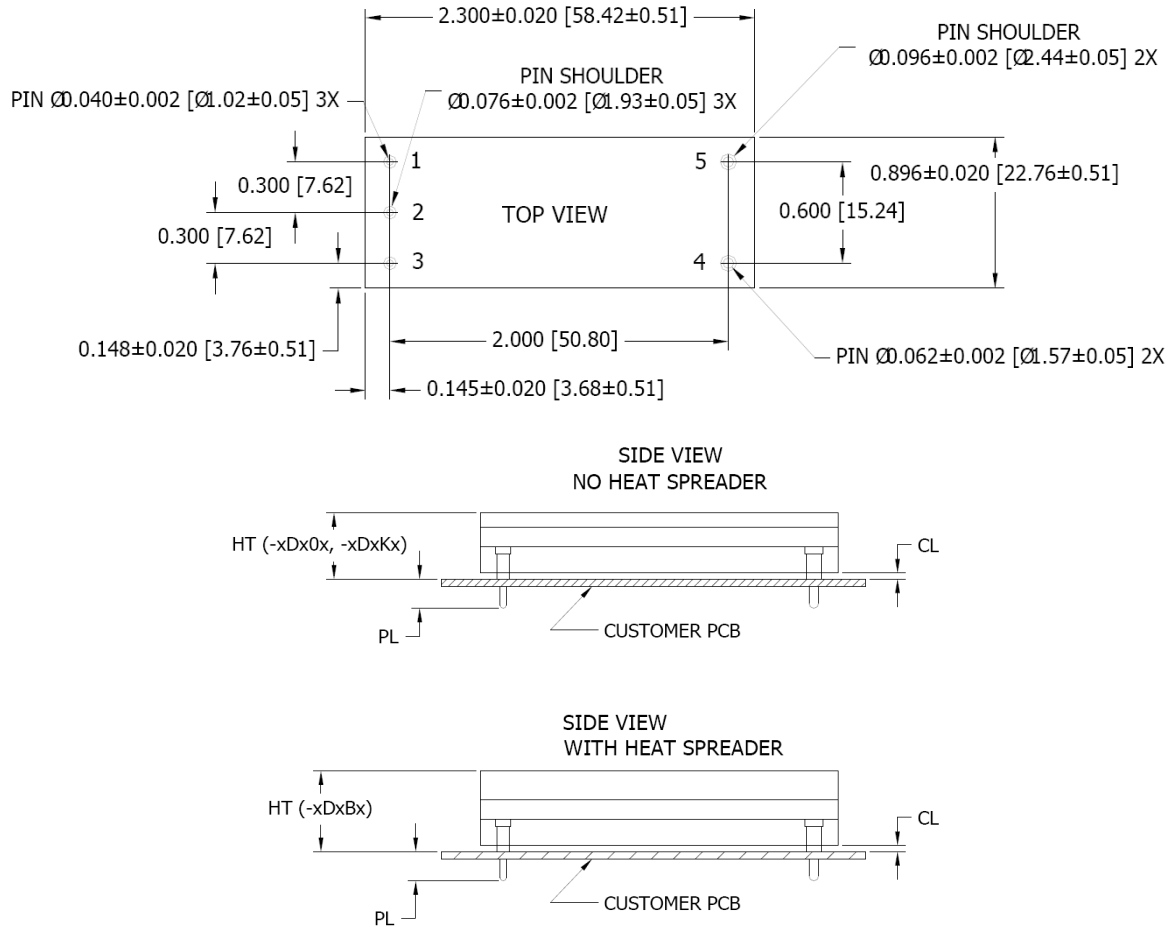 2.300±0.020 [58.42±0.51]
PIN SHOULDER
Ø0.096±0.002 [Ø2.44±0.05] 2X
PIN SHOULDER
Ø0.076±0.002 [Ø1.93±0.05] 3X
PIN Ø0.040±0.002 [Ø1.02±0.05] 3X
1
5
0.896±0.020 [22.76±0.51]
0.300 [7.62]
2
TOP VIEW
0.600 [15.24]
0.300 [7.62]
3
4
2.000 [50.80]
0.148±0.020 [3.76±0.51]
PIN Ø0.062±0.002 [Ø1.57±0.05] 2X
0.145±0.020 [3.68±0.51]
SIDE VIEW
NO HEAT SPREADER
HT (-xDx0x, -xDxKx)
CL
PL
CUSTOMER PCB
SIDE VIEW
WITH HEAT SPREADER
HT (-xDxBx)
CL
CUSTOMER PCB
PL